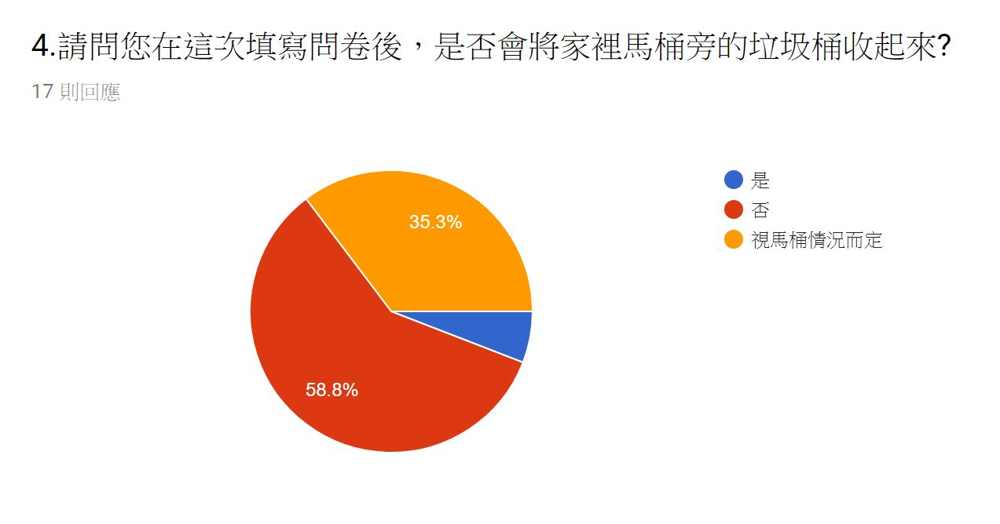 4.請問您在這次填寫問卷後，是否會將家裡馬桶旁的垃圾桶收起來?
17 則回應
35.3%
58.8%
是
否
視馬桶情況而定